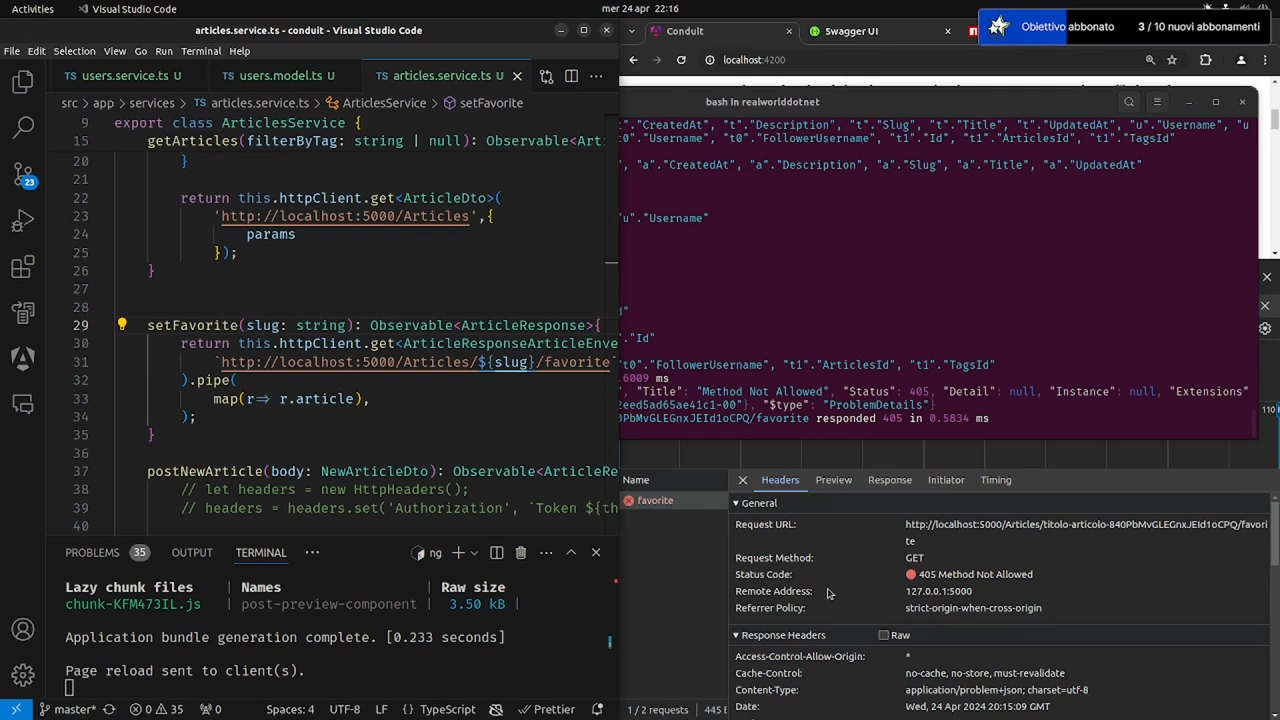 Activities
Visual Studio Code
mer 24 apr 22:16
Obiettivo abbonato
3 / 10 nuovi abbonamenti
articles.service.ts - conduit - Visual Studio Code
File Edit Selection View Go Run Terminal Help
TS users.service.ts U
TS users.model.ts U
TS articles.service.ts U
src > app > services > TS articles.service.ts > ArticlesService > setFavorite
9 export class ArticlesService {
15 getArticles(filterByTag: string | null): Observable<Arti
20 }
21
22 return this.httpClient.get<ArticleDto>(
23 'http://localhost:5000/Articles',{
24 params
25 });
26 }
27
28
29 setFavorite(slug: string): Observable<ArticleResponse>{
30 return this.httpClient.get<ArticleResponseArticleEnve
31 `http://localhost:5000/Articles/${slug}/favorite`
32 ).pipe(
33 map(r=> r.article),
34 );
35 }
36
37 postNewArticle(body: NewArticleDto): Observable<ArticleRe
38 // let headers = new HttpHeaders();
39 // headers = headers.set('Authorization', `Token ${th
40
23
PROBLEMS 35 OUTPUT TERMINAL
ng
Lazy chunk files | Names | Raw size
chunk-KFM473IL.js | post-preview-component | 3.50 kB |
Application bundle generation complete. [0.233 seconds]
Page reload sent to client(s).
master*
0 35
0
Spaces: 4 UTF-8 LF TypeScript Prettier
Conduit
Swagger UI
localhost:4200
bash in realworlddotnet
"."CreatedAt", "t"."Description", "t"."Slug", "t"."Title", "t"."UpdatedAt", "u"."Username", "u
"."Id", "t0"."FollowerUsername", "t1"."Id", "t1"."ArticlesId", "t1"."TagsId"
, "a"."CreatedAt", "a"."Description", "a"."Slug", "a"."Title", "a"."UpdatedAt"
"u"."Username"
d"
."Id"
t0"."FollowerUsername", "t1"."ArticlesId", "t1"."TagsId"
.6009 ms
", "Title": "Method Not Allowed", "Status": 405, "Detail": null, "Instance": null, "Extensions"
2eed5ad65ae41c1-00"}, "$type": "ProblemDetails"}
0PbMvGLEGnxJEId1oCPQ/favorite responded 405 in 0.5834 ms
110
Name
favorite
Headers Preview Response Initiator Timing
General
Request URL: http://localhost:5000/Articles/titolo-articolo-840PbMvGLEGnxJEId1oCPQ/favori
te
Request Method: GET
Status Code: 405 Method Not Allowed
Remote Address: 127.0.0.1:5000
Referrer Policy: strict-origin-when-cross-origin
Response Headers Raw
Access-Control-Allow-Origin: *
Cache-Control: no-cache, no-store, must-revalidate
Content-Type: application/problem+json; charset=utf-8
Date: Wed, 24 Apr 2024 20:15:09 GMT
1 / 2 requests
445 B